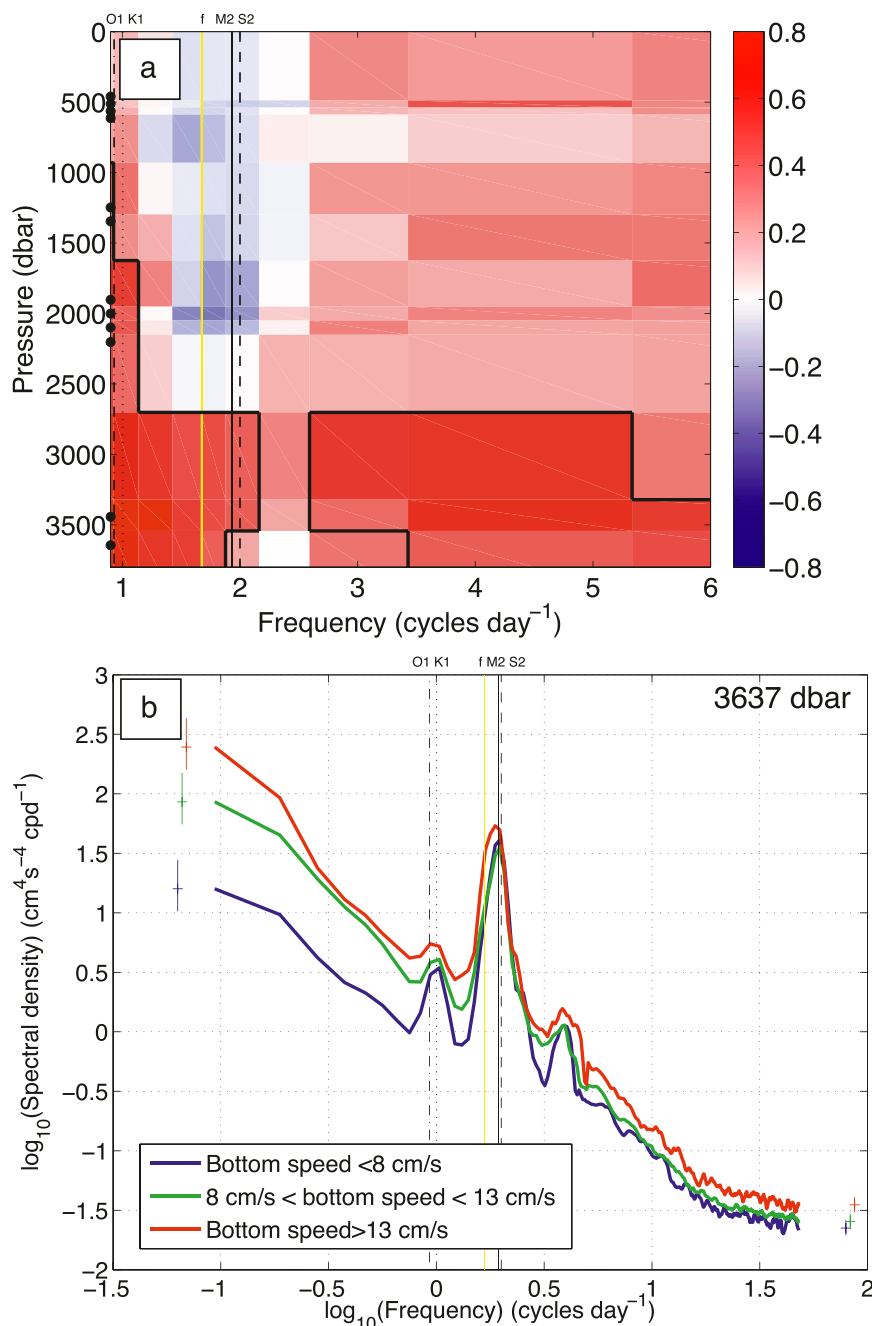 O1 K1 f M2 S2
a
0
500
1000
1500
2000
2500
3000
3500
Pressure (dbar)
1 2 3 4 5 6
Frequency (cycles day⁻¹)
0.8
0.6
0.4
0.2
0
−0.2
−0.4
−0.6
−0.8
O1 K1 f M2 S2
b
3637 dbar
3
2.5
2
1.5
1
0.5
0
−0.5
−1
−1.5
−2
log₁₀(Spectral density) (cm⁴s⁻⁴ cpd⁻¹)
Bottom speed <8 cm/s
8 cm/s < bottom speed < 13 cm/s
Bottom speed>13 cm/s
−1.5 −1 −0.5 0 0.5 1 1.5 2
log₁₀(Frequency) (cycles day⁻¹)